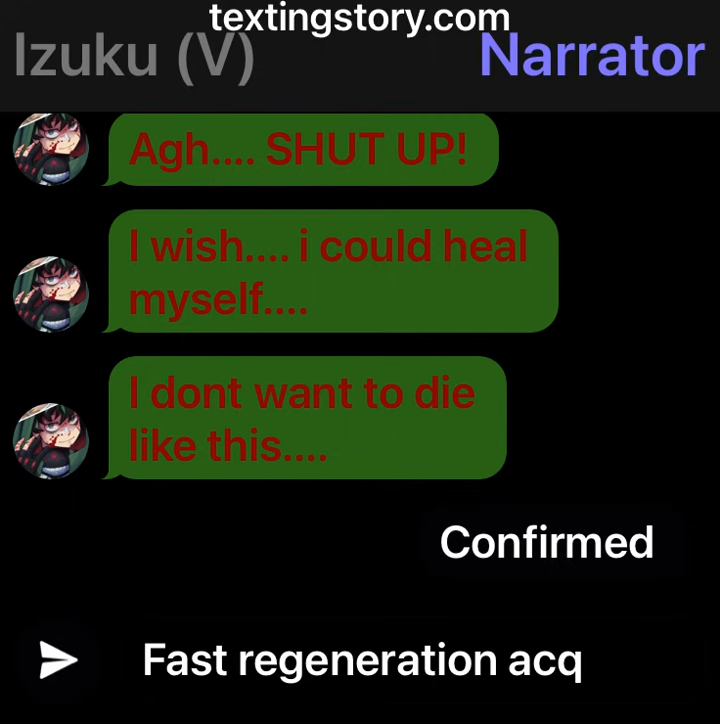 textingstory.com
Izuku (V)
Narrator
Agh.... SHUT UP!
I wish.... i could heal
myself....
I dont want to die
like this....
Confirmed
Fast regeneration acq